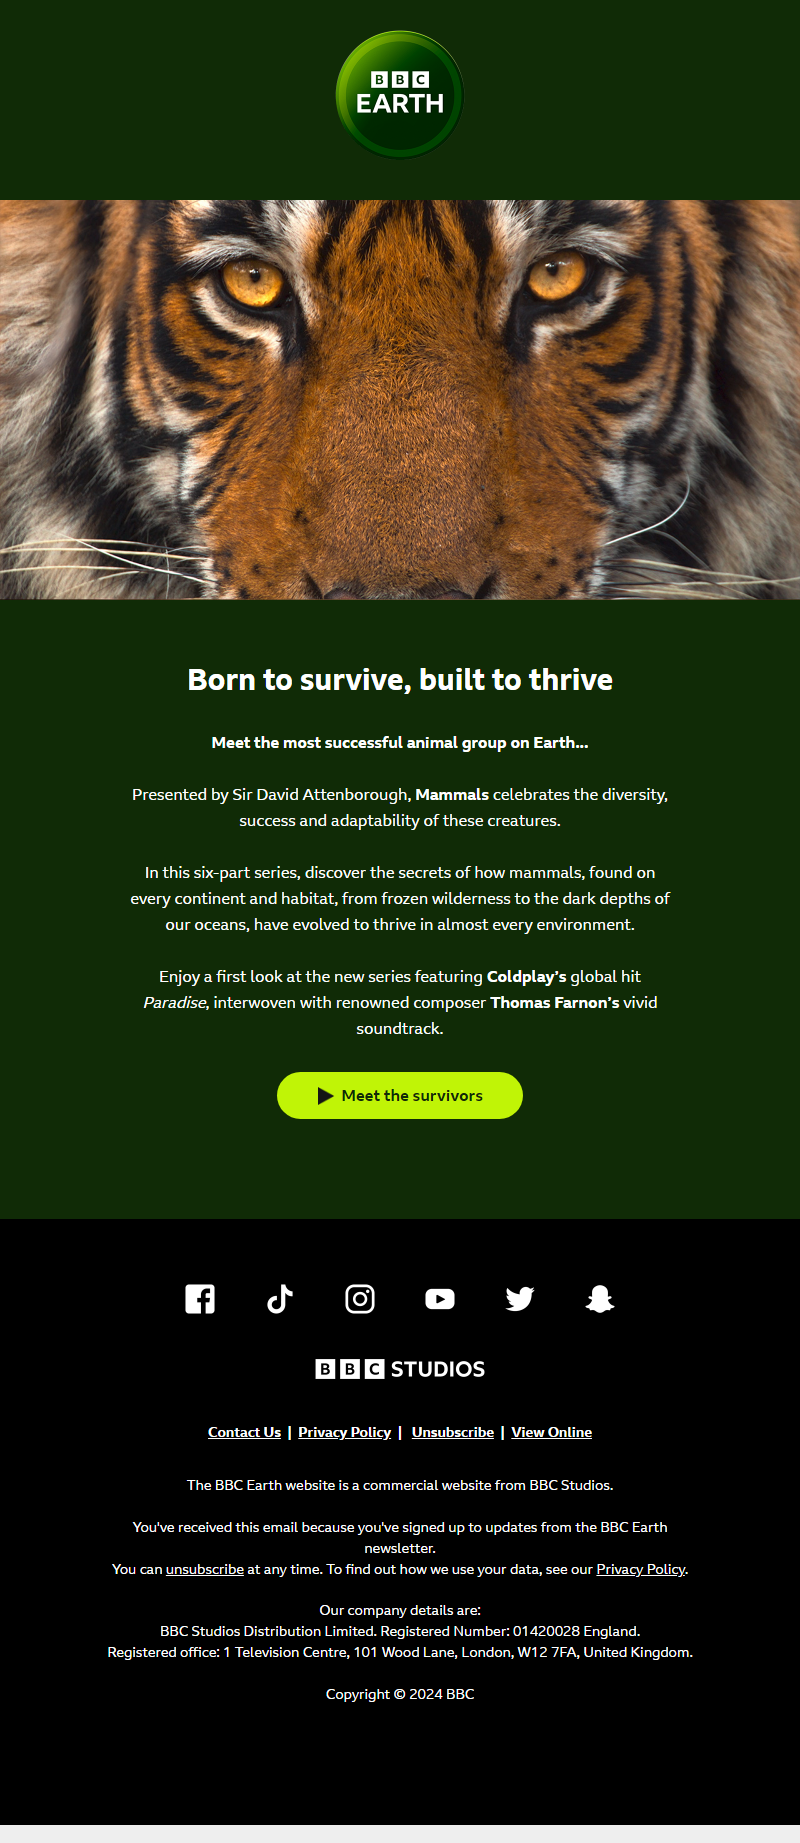 BBC
EARTH
Born to survive, built to thrive
Meet the most successful animal group on Earth...
Presented by Sir David Attenborough, Mammals celebrates the diversity,
success and adaptability of these creatures.
In this six-part series, discover the secrets of how mammals, found on
every continent and habitat, from frozen wilderness to the dark depths of
our oceans, have evolved to thrive in almost every environment.
Enjoy a first look at the new series featuring Coldplay’s global hit
Paradise, interwoven with renowned composer Thomas Farnon’s vivid
soundtrack.
Meet the survivors
BBC STUDIOS
Contact Us | Privacy Policy | Unsubscribe | View Online
The BBC Earth website is a commercial website from BBC Studios.
You've received this email because you've signed up to updates from the BBC Earth
newsletter.
You can unsubscribe at any time. To find out how we use your data, see our Privacy Policy.
Our company details are:
BBC Studios Distribution Limited. Registered Number: 01420028 England.
Registered office: 1 Television Centre, 101 Wood Lane, London, W12 7FA, United Kingdom.
Copyright © 2024 BBC